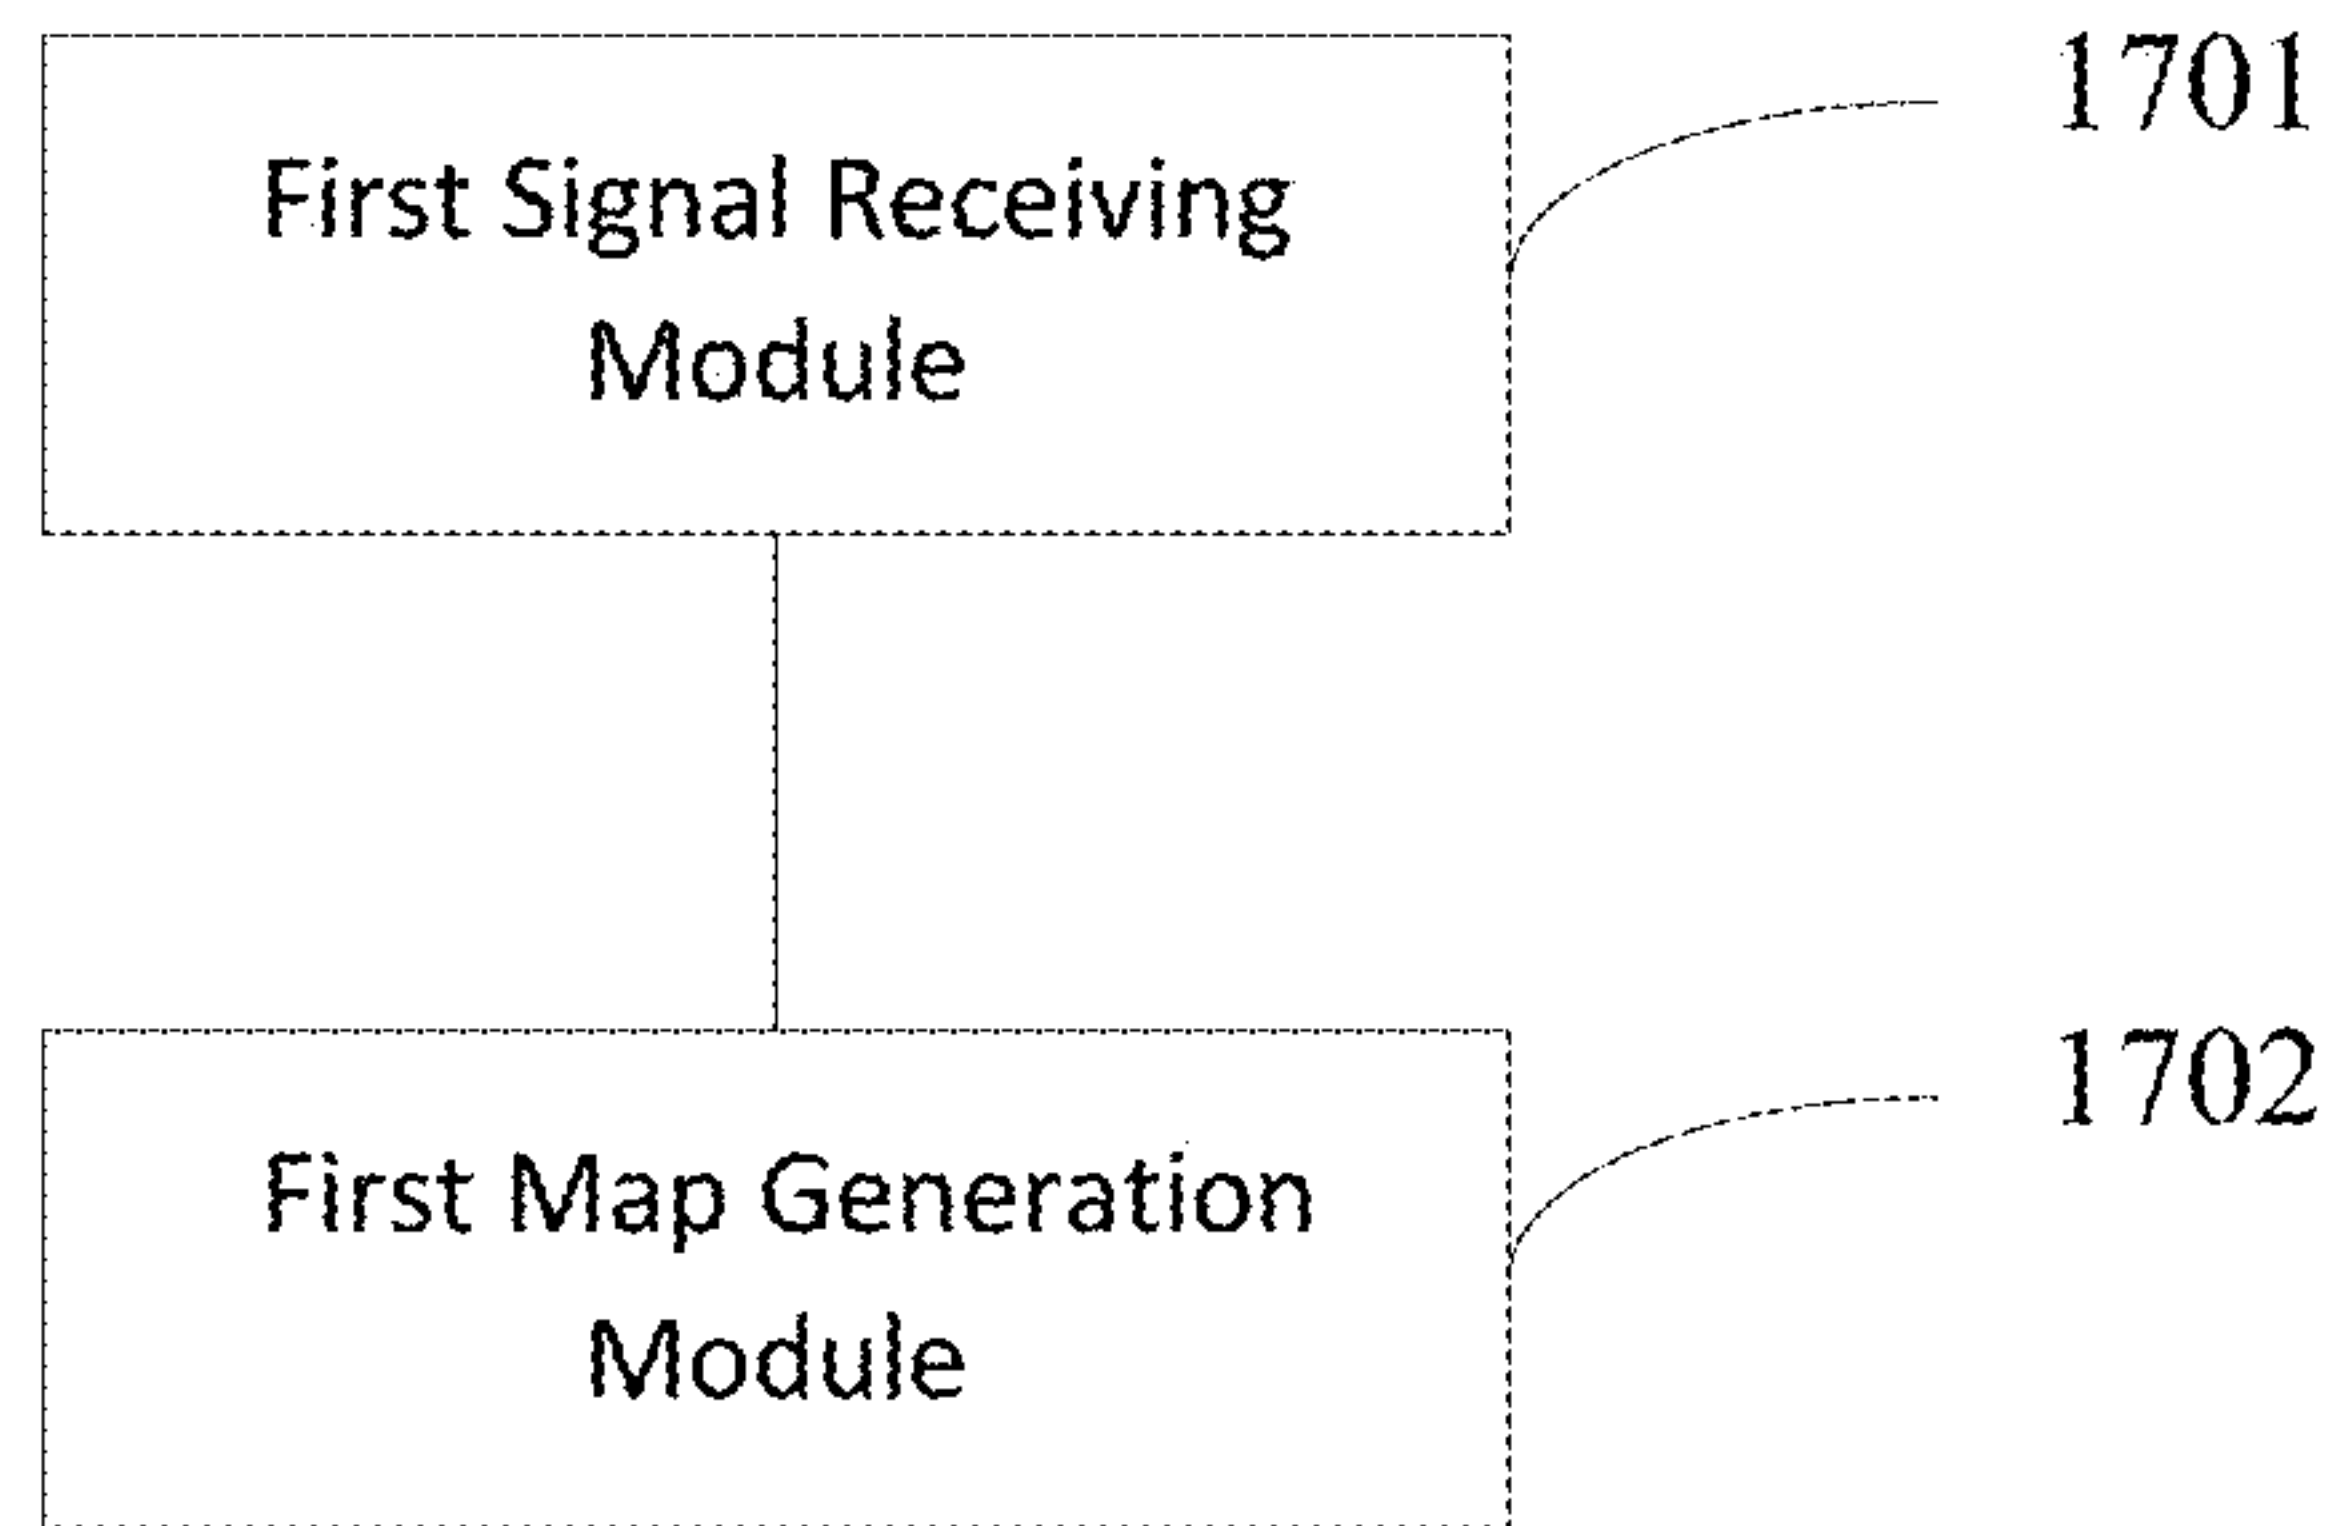 1701
First Signal Receiving
Module
1702
First Map Generation
Module